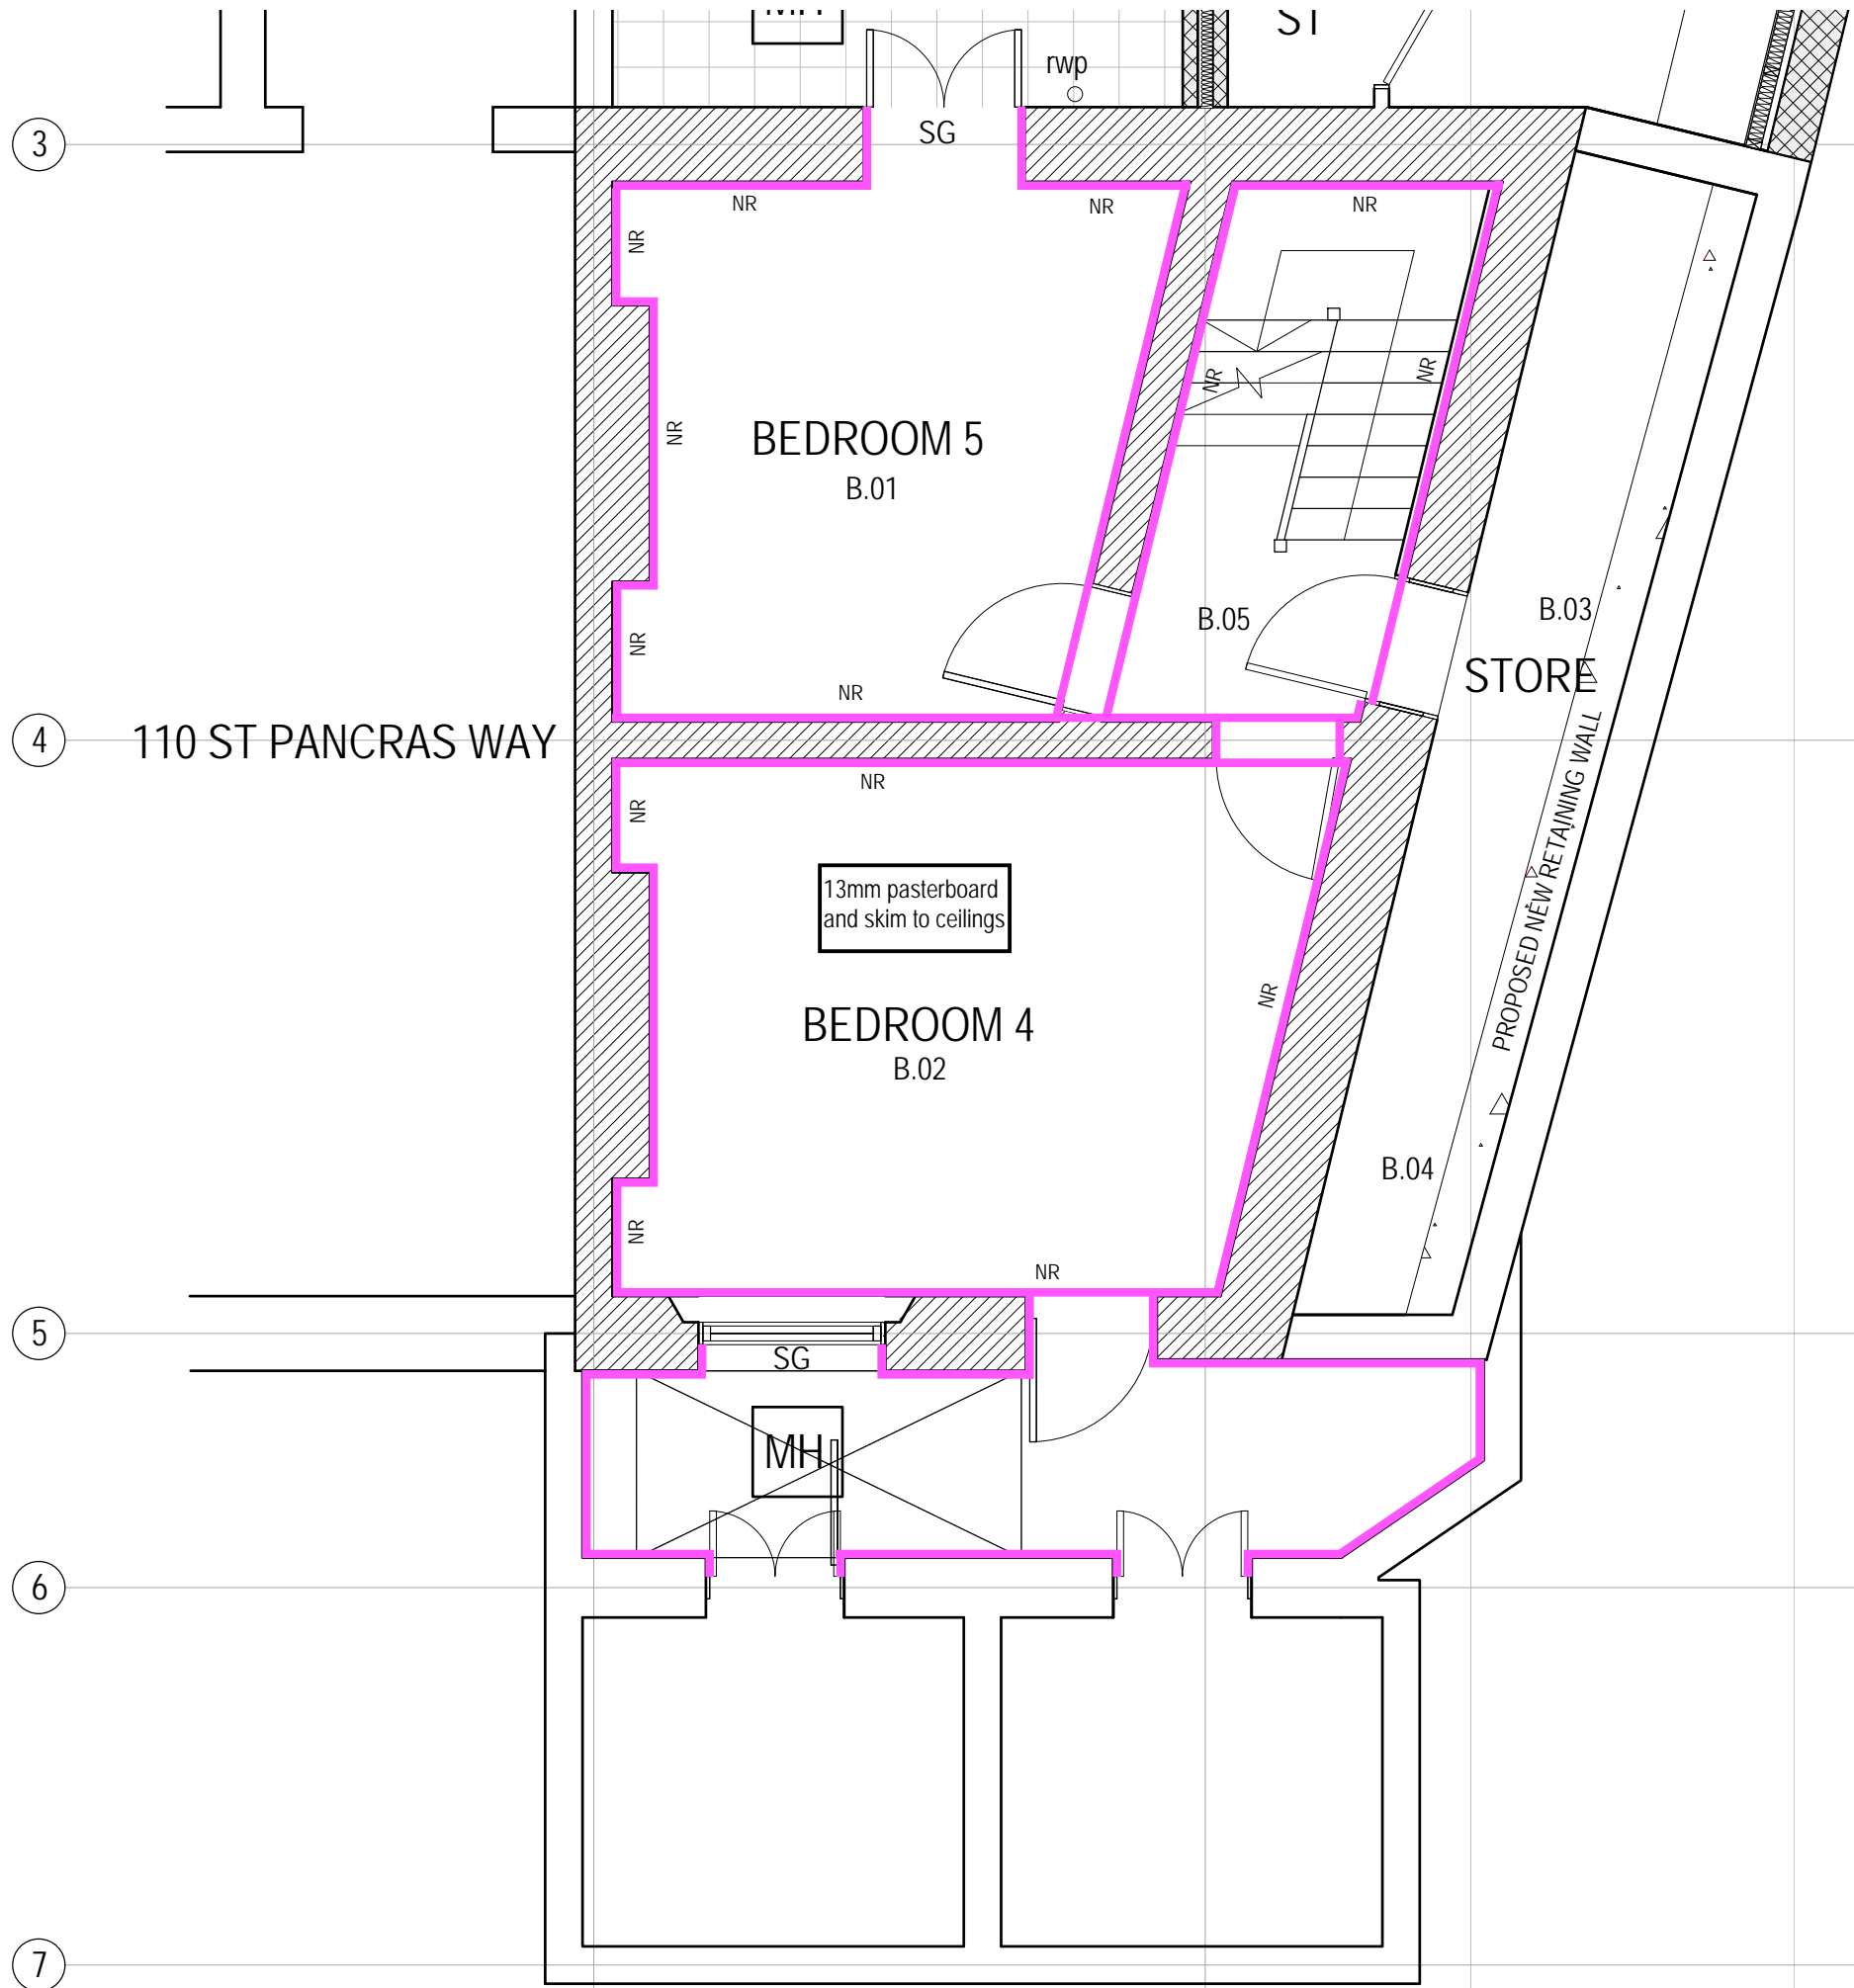 rwp
3
SG
NR
NR
NR
NR
NR
NR
NR
BEDROOM 5
B.01
NR
B.05
B.03
STORE
NR
NR
4
110 ST PANCRAS WAY
NR
NR
13mm pasterboard
and skim to ceilings
PROPOSED NEW RETAINING WALL
BEDROOM 4
B.02
NR
B.04
NR
NR
5
SG
MH
6
7